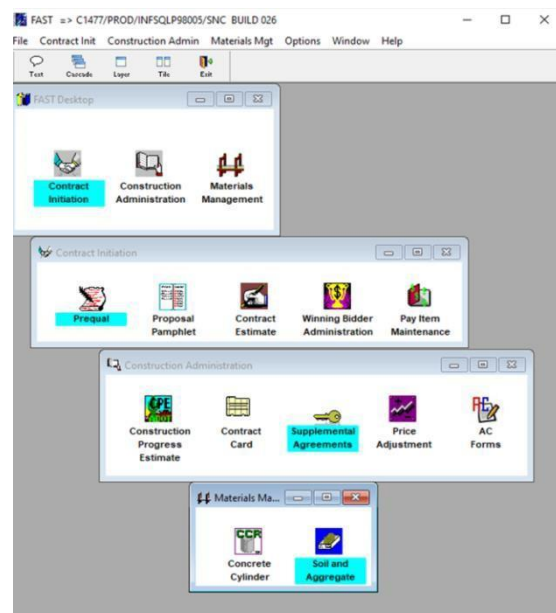 FAST => C1477/PROD/INFSQLP98005/SNC BUILD 026
File Contract Init Construction Admin Materials Mgt Options Window Help
Text Cascade Layer Tile Exit
FAST Desktop
Contract Initiation
Construction Administration
Materials Management
Contract Initiation
Prequal
Proposal Pamphlet
Contract Estimate
Winning Bidder Administration
Pay Item Maintenance
Construction Administration
CPE
Construction Progress Estimate
Contract Card
Supplemental Agreements
Price Adjustment
AC Forms
Materials Ma...
CCR
Concrete Cylinder
Soil and Aggregate